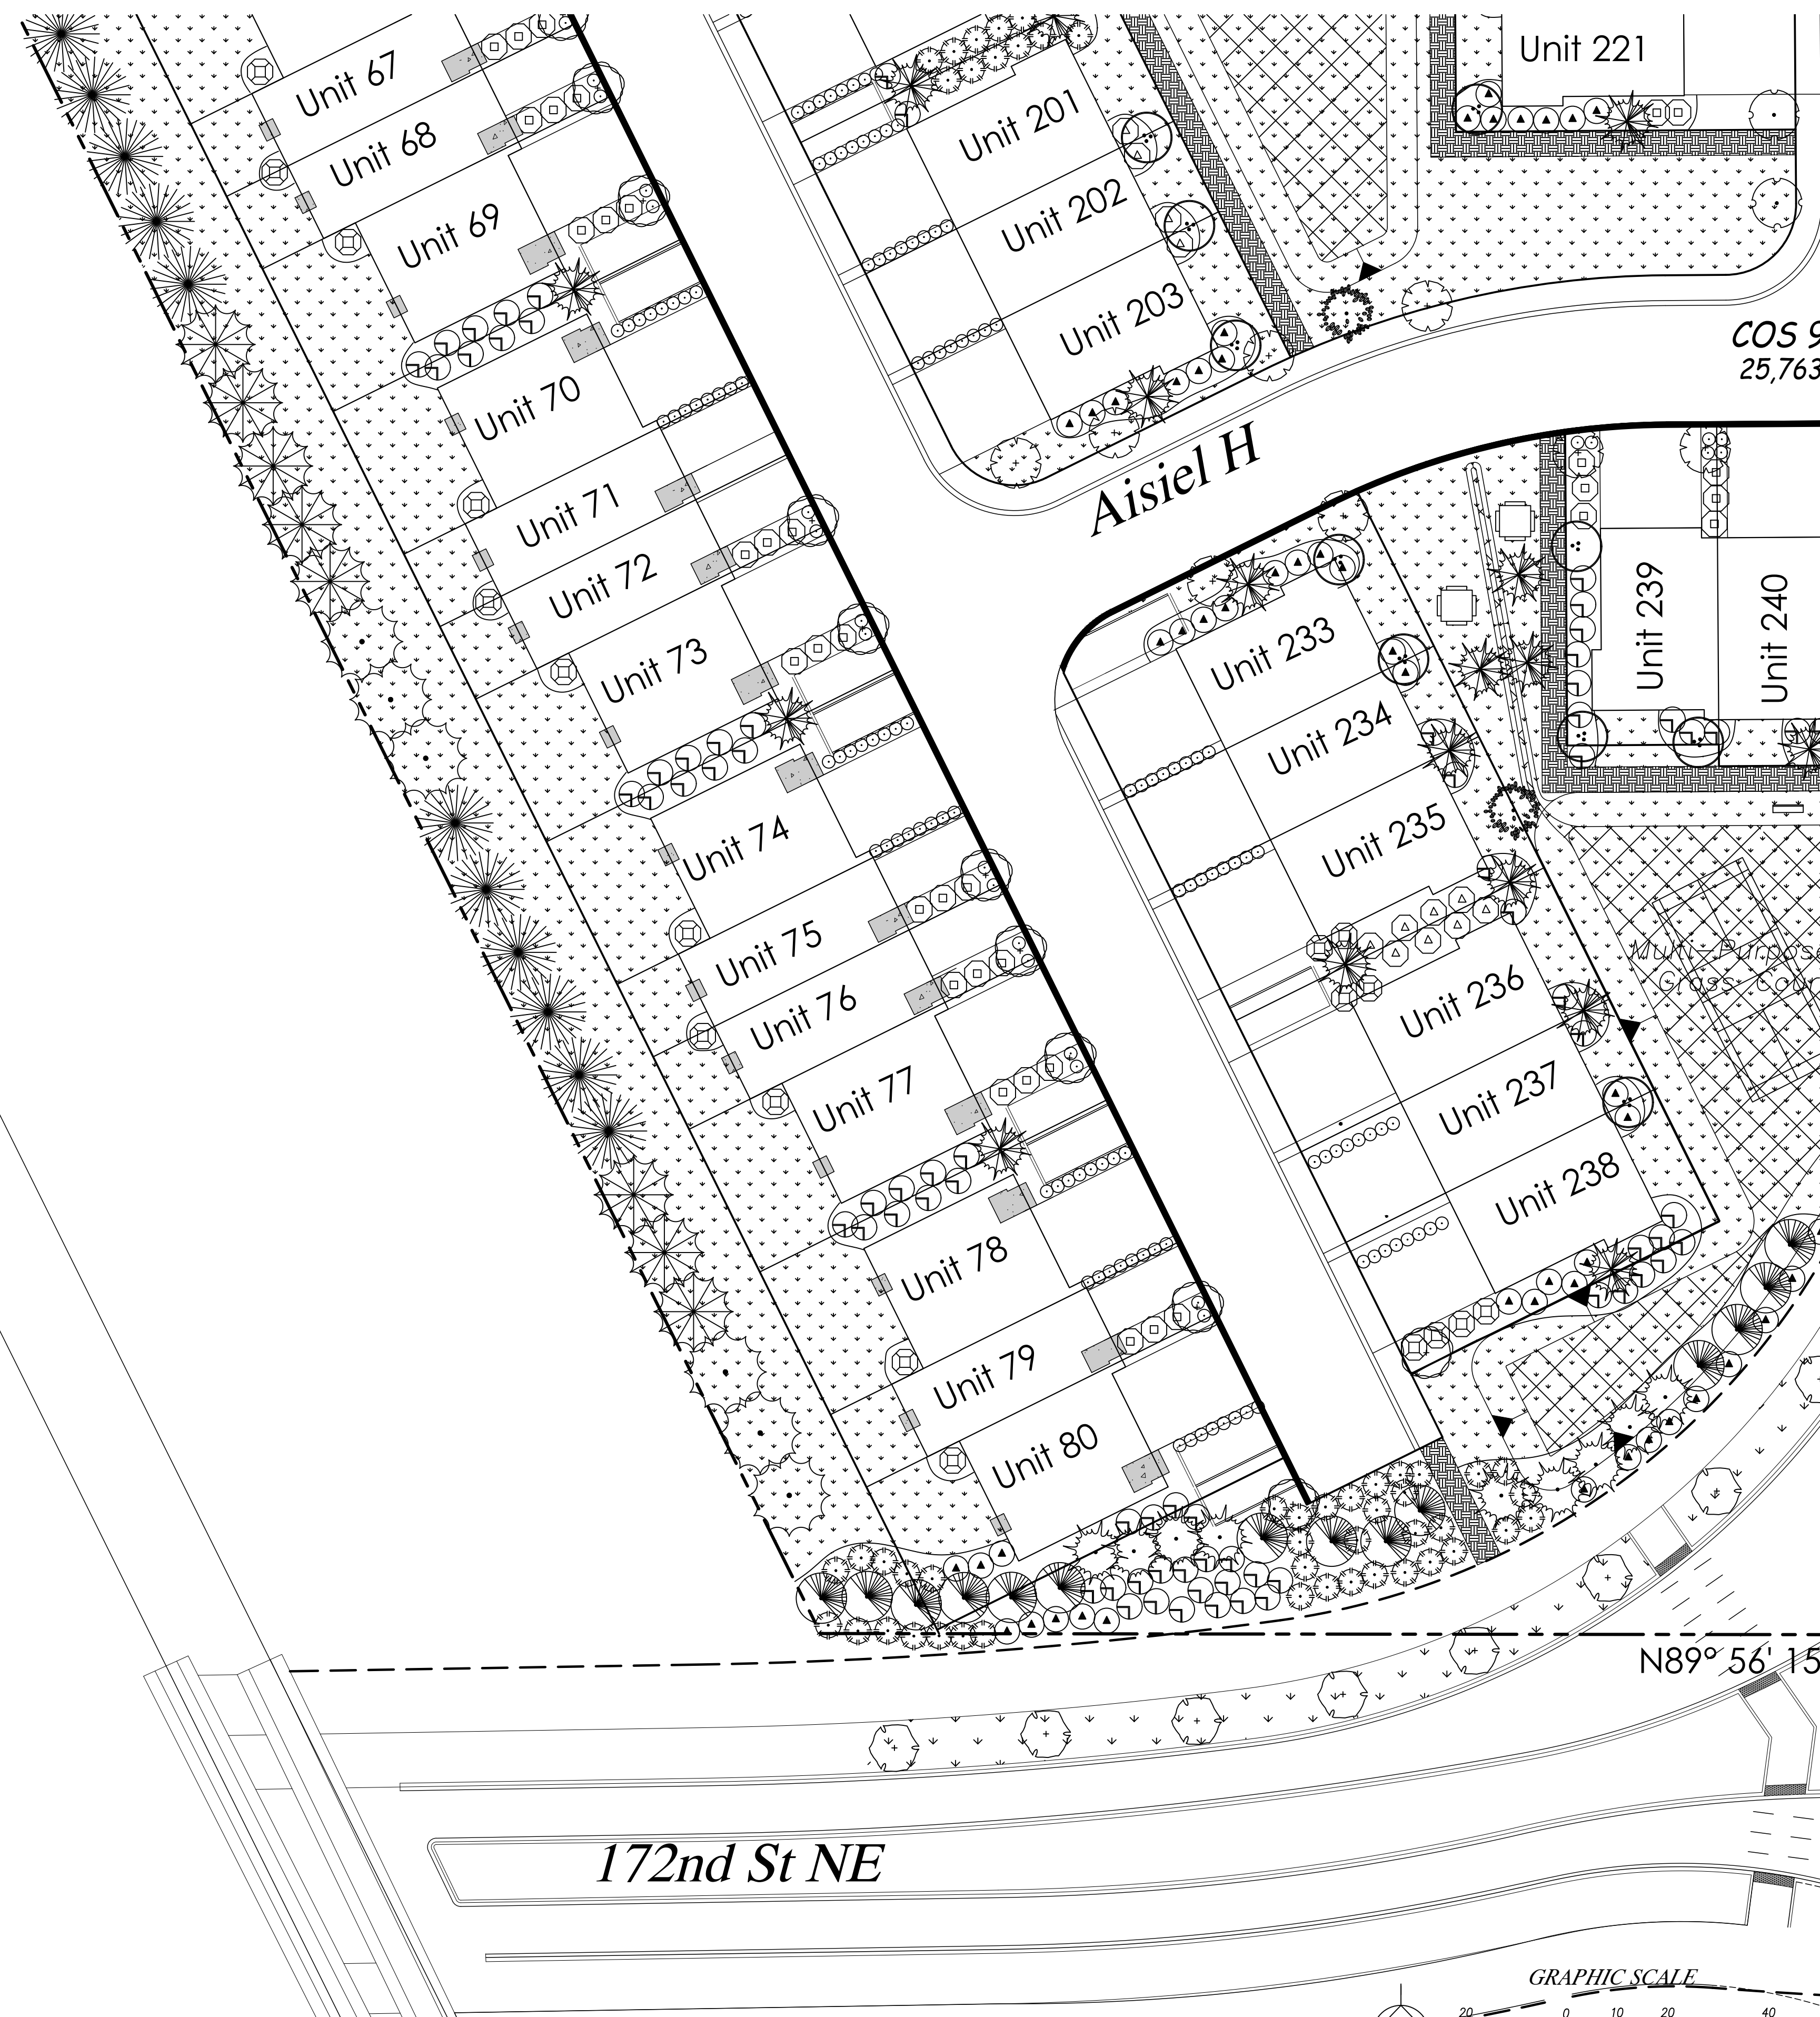 Unit 67
Unit 68
Unit 69
Unit 70
Unit 71
Unit 72
Unit 73
Unit 74
Unit 75
Unit 76
Unit 77
Unit 78
Unit 79
Unit 80
Unit 201
Unit 202
Unit 203
Unit 221
COS 9
25,763
Aisiel H
Unit 233
Unit 234
Unit 235
Unit 236
Unit 237
Unit 238
Unit 239
Unit 240
Multi-Purpose
N89° 56' 15
172nd St NE
GRAPHIC SCALE
20 0 10 20 40